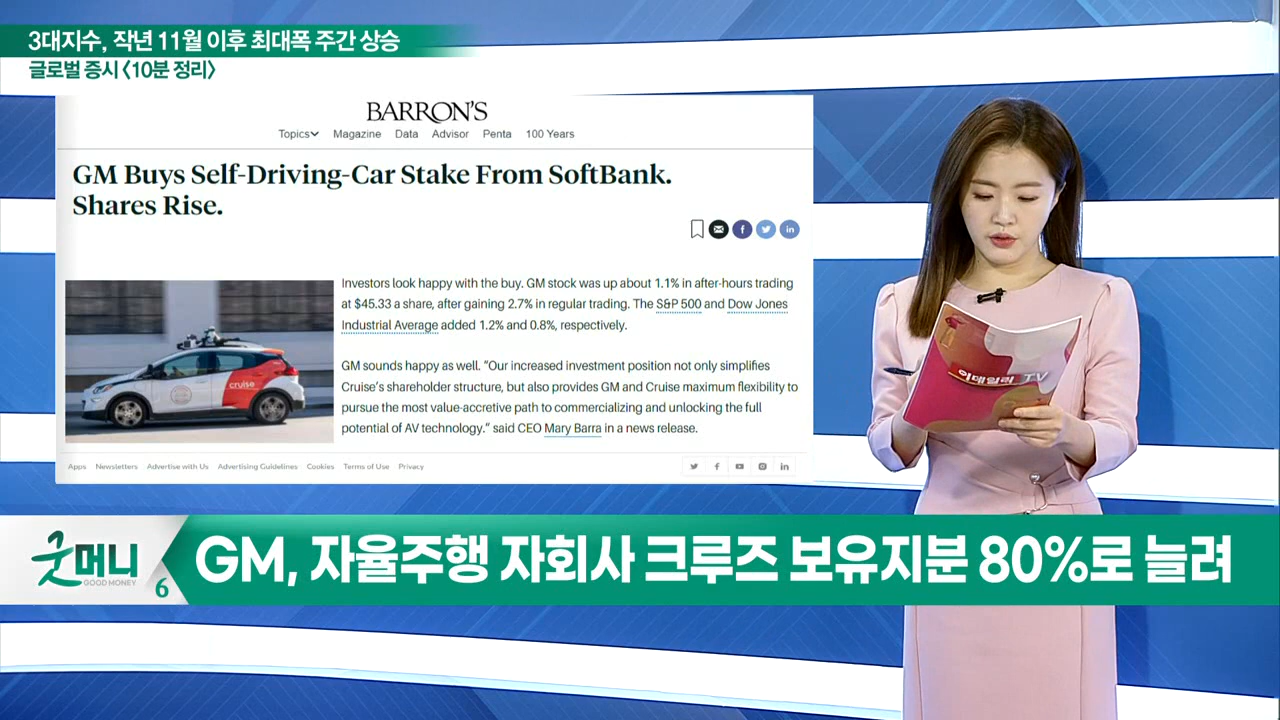 3대지수, 작년 11월 이후 최대폭 주간 상승
글로벌 증시 <10분 정리>
BARRON'S
Topics Magazine Data Advisor Penta 100 Years
GM Buys Self-Driving-Car Stake From SoftBank.
Shares Rise.
Investors look happy with the buy. GM stock was up about 1.1% in after-hours trading
at $45.33 a share, after gaining 2.7% in regular trading. The S&P 500 and Dow Jones
Industrial Average added 1.2% and 0.8%, respectively.
GM sounds happy as well. “Our increased investment position not only simplifies
Cruise’s shareholder structure, but also provides GM and Cruise maximum flexibility to
pursue the most value-accretive path to commercializing and unlocking the full
potential of AV technology.” said CEO Mary Barra in a news release.
cruise
Apps Newsletters Advertise with Us Advertising Guidelines Cookies Terms of Use Privacy
이데일리 TV
굿머니
GOOD MONEY
6
GM, 자율주행 자회사 크루즈 보유지분 80%로 늘려